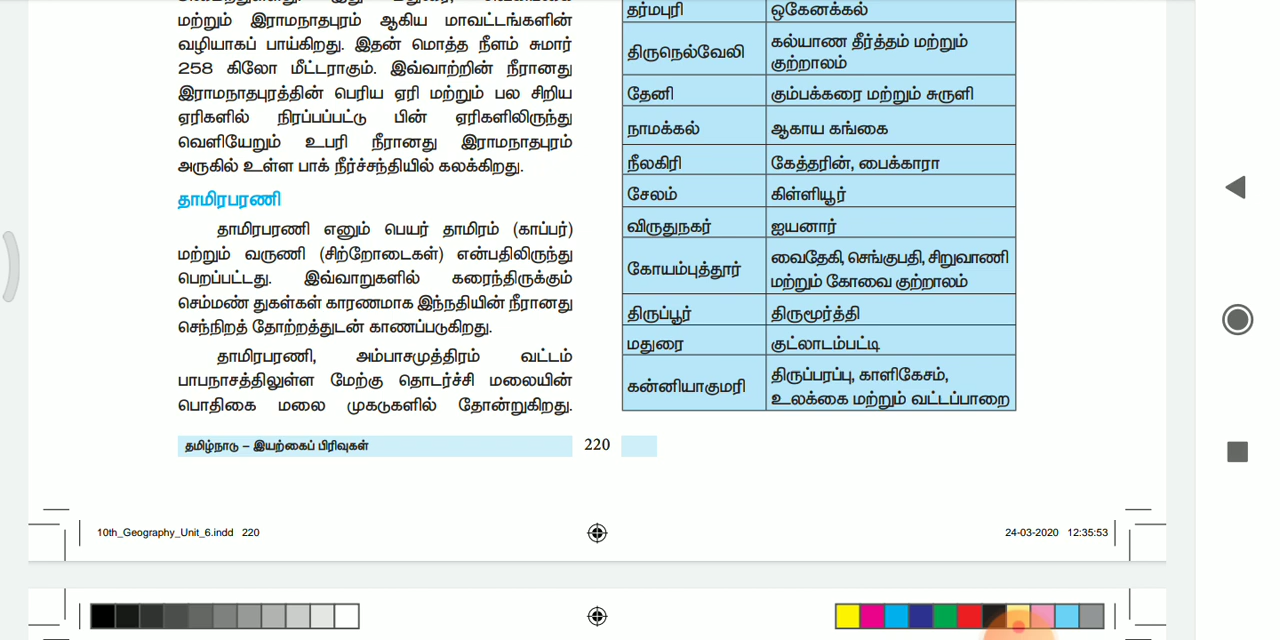 மற்றும் இராமநாதபுரம் ஆகிய மாவட்டங்களின்
வழியாகப் பாய்கிறது. இதன் மொத்த நீளம் சுமார்
258 கிலோ மீட்டராகும். இவ்வாற்றின் நீரானது
இராமநாதபுரத்தின் பெரிய ஏரி மற்றும் பல சிறிய
ஏரிகளில் நிரப்பப்பட்டு பின் ஏரிகளிலிருந்து
வெளியேறும் உபரி நீரானது இராமநாதபுரம்
அருகில் உள்ள பாக் நீர்ச்சந்தியில் கலக்கிறது.
தாமிரபரணி
தாமிரபரணி எனும் பெயர் தாமிரம் (காப்பர்)
மற்றும் வருணி (சிற்றோடைகள்) என்பதிலிருந்து
பெறப்பட்டது. இவ்வாறுகளில் கரைந்திருக்கும்
செம்மண் துகள்கள் காரணமாக இந்நதியின் நீரானது
செந்நிறத் தோற்றத்துடன் காணப்படுகிறது.
தாமிரபரணி, அம்பாசமுத்திரம் வட்டம்
பாபநாசத்திலுள்ள மேற்கு தொடர்ச்சி மலையின்
பொதிகை மலை முகடுகளில் தோன்றுகிறது.
தர்மபுரி ஒகேனக்கல்
திருநெல்வேலி கல்யாண தீர்த்தம் மற்றும்
குற்றாலம்
தேனி கும்பக்கரை மற்றும் சுருளி
நாமக்கல் ஆகாய கங்கை
நீலகிரி கேத்தரின், பைக்காரா
சேலம் கிள்ளியூர்
விருதுநகர் ஐயனார்
கோயம்புத்தூர் வைதேகி, செங்குபதி, சிறுவாணி
மற்றும் கோவை குற்றாலம்
திருப்பூர் திருமூர்த்தி
மதுரை குட்லாடம்பட்டி
கன்னியாகுமரி திருப்பரப்பு, காளிகேசம்,
உலக்கை மற்றும் வட்டப்பாறை
தமிழ்நாடு – இயற்கைப் பிரிவுகள் 220
10th_Geography_Unit_6.indd 220 24-03-2020 12:35:53